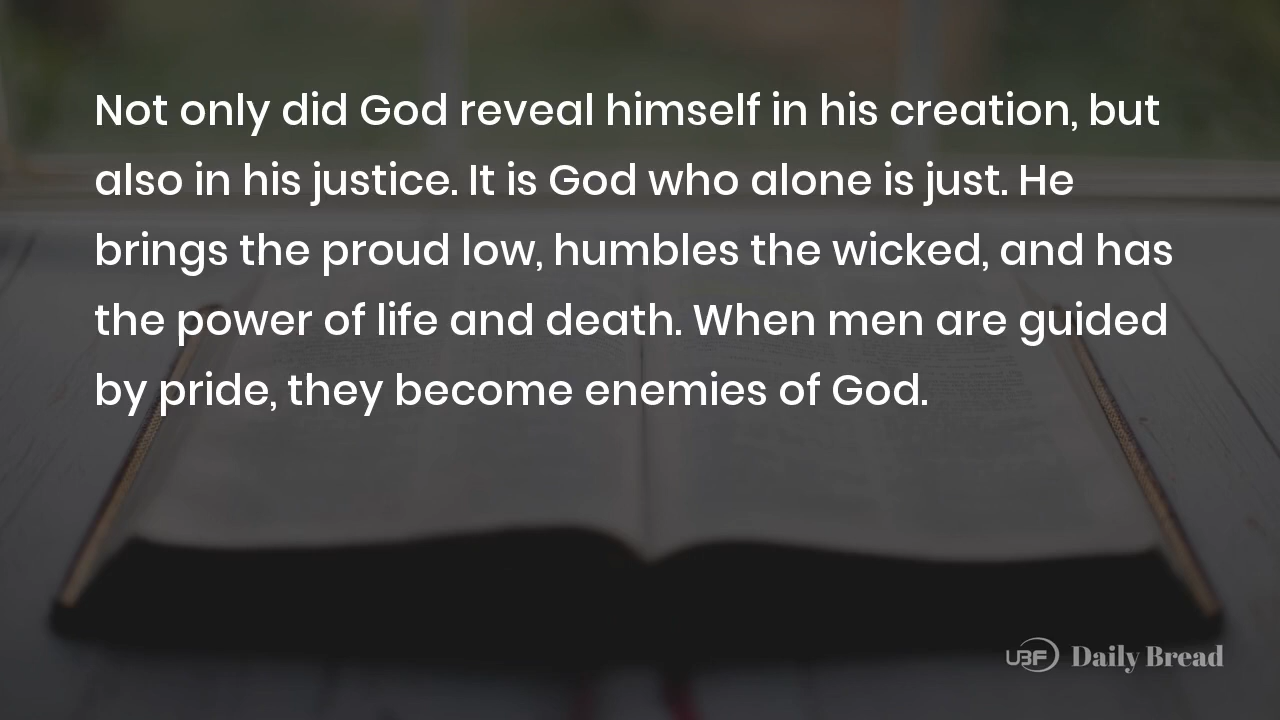 Not only did God reveal himself in his creation, but
also in his justice. It is God who alone is just. He
brings the proud low, humbles the wicked, and has
the power of life and death. When men are guided
by pride, they become enemies of God.
UBF Daily Bread